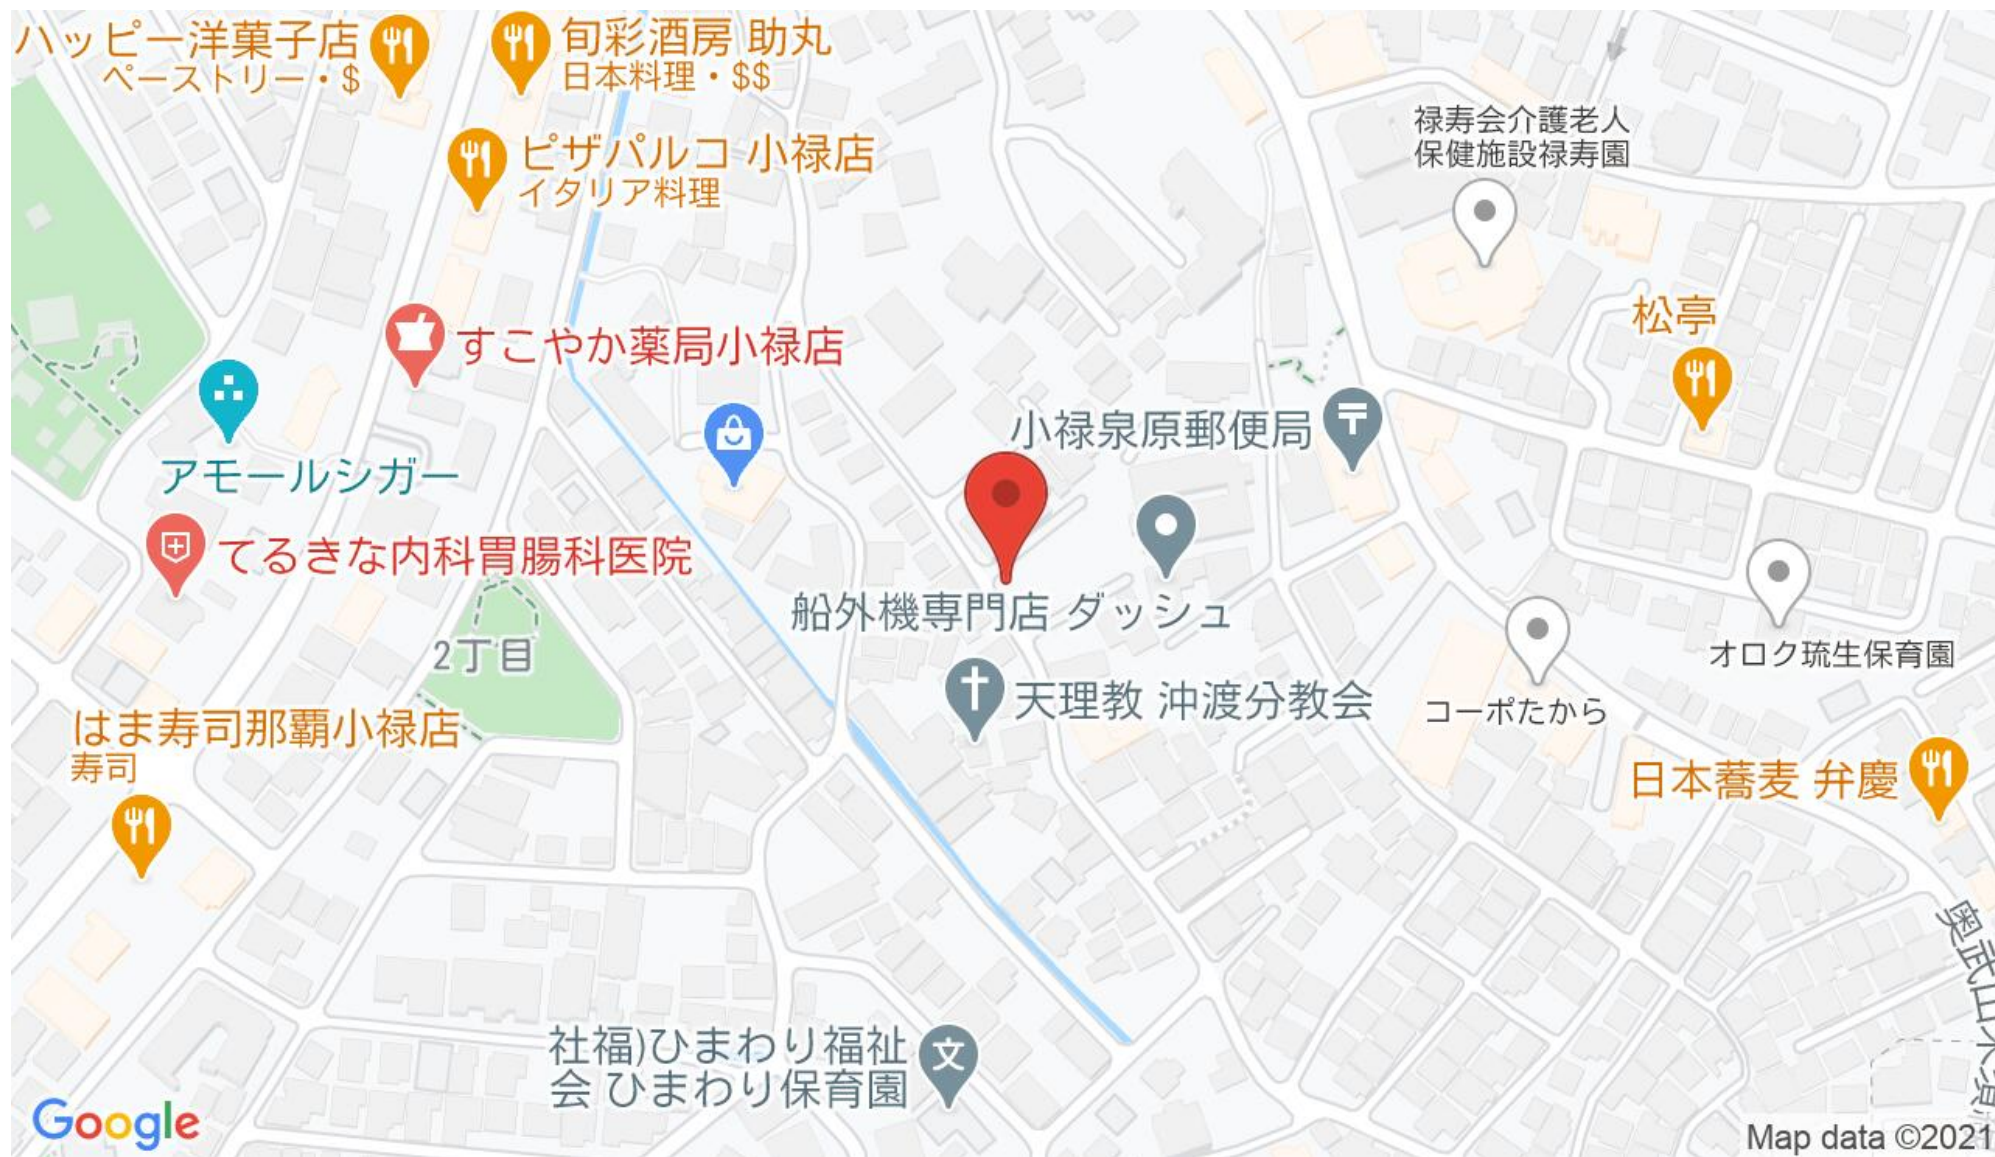 ハッピー洋菓子店
ペーストリー・$
旬彩酒房 助丸
日本料理・$$
ピザパルコ 小禄店
イタリア料理
禄寿会介護老人
保健施設禄寿園
松亭
すこやか薬局小禄店
小禄泉原郵便局
アモールシガー
てるきな内科胃腸科医院
船外機専門店 ダッシュ
2丁目
オロク琉生保育園
天理教 沖渡分教会
コーポたから
はま寿司那覇小禄店
寿司
日本蕎麦 弁慶
奥武山米須
社福)ひまわり福祉
会 ひまわり保育園
文
Google
Map data ©2021